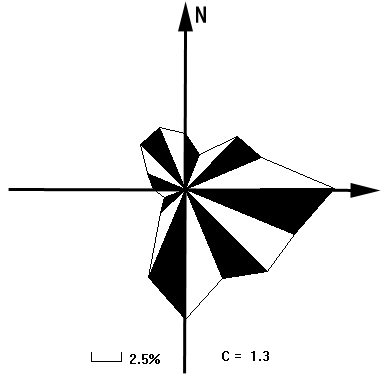 N
2.5%
C = 1.3